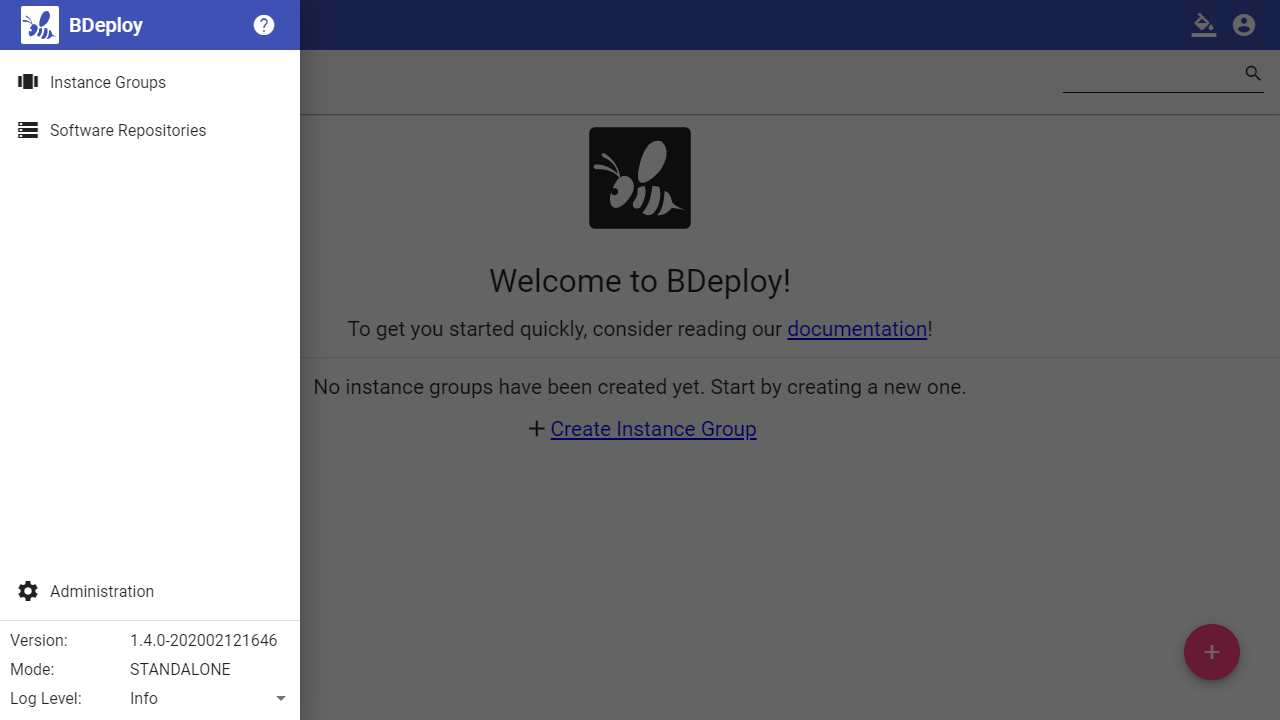 BDeploy
Instance Groups
Software Repositories
Welcome to BDeploy!
To get you started quickly, consider reading our documentation!
No instance groups have been created yet. Start by creating a new one.
Create Instance Group
Administration
Version: 1.4.0-202002121646
Mode: STANDALONE
Log Level: Info